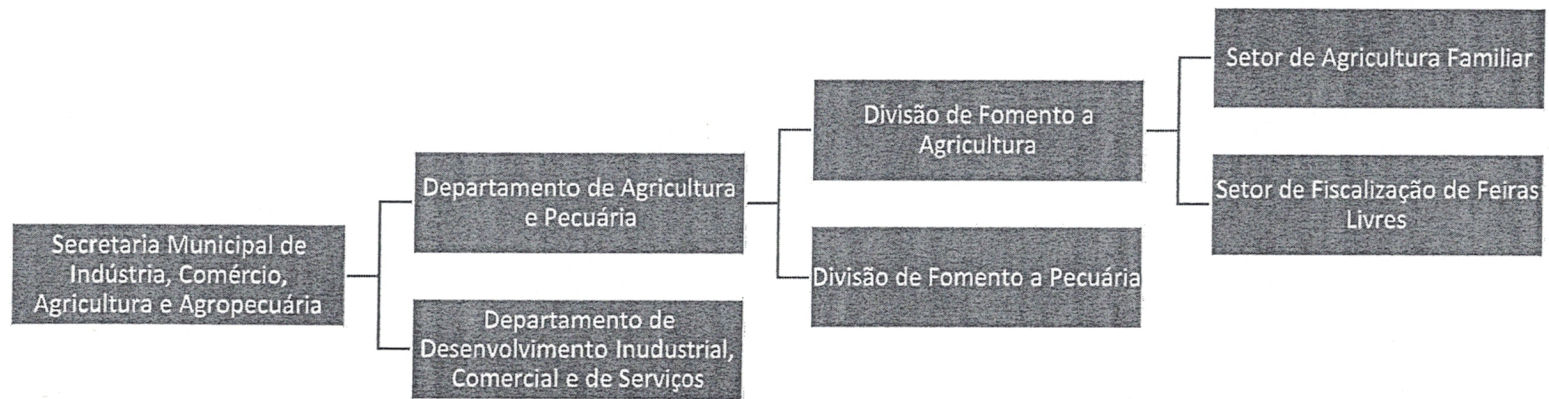 Secretaria Municipal de
Indústria, Comércio,
Agricultura e Agropecuária
Departamento de Agricultura
e Pecuária
Departamento de
Desenvolvimento Inudustrial,
Comercial e de Serviços
Divisão de Fomento a
Agricultura
Divisão de Fomento a Pecuária
Setor de Agricultura Familiar
Setor de Fiscalização de Feiras
Livres